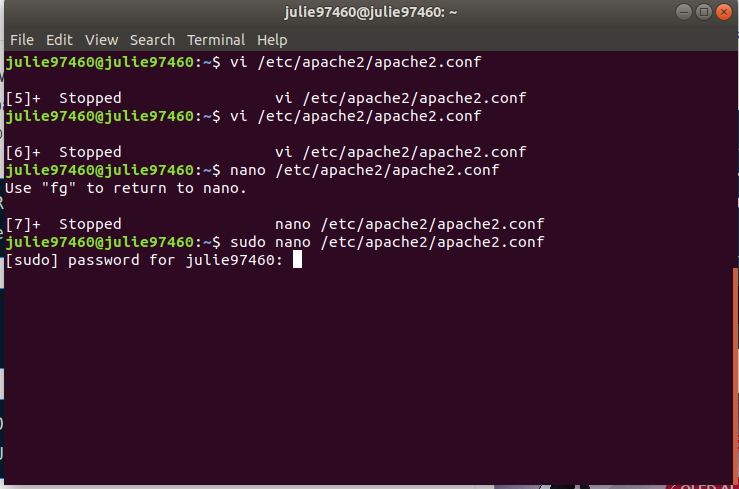 julie97460@julie97460: ~
File Edit View Search Terminal Help
julie97460@julie97460:~$ vi /etc/apache2/apache2.conf
[5]+  Stopped                 vi /etc/apache2/apache2.conf
julie97460@julie97460:~$ vi /etc/apache2/apache2.conf
[6]+  Stopped                 vi /etc/apache2/apache2.conf
julie97460@julie97460:~$ nano /etc/apache2/apache2.conf
Use "fg" to return to nano.
[7]+  Stopped                 nano /etc/apache2/apache2.conf
julie97460@julie97460:~$ sudo nano /etc/apache2/apache2.conf
[sudo] password for julie97460: